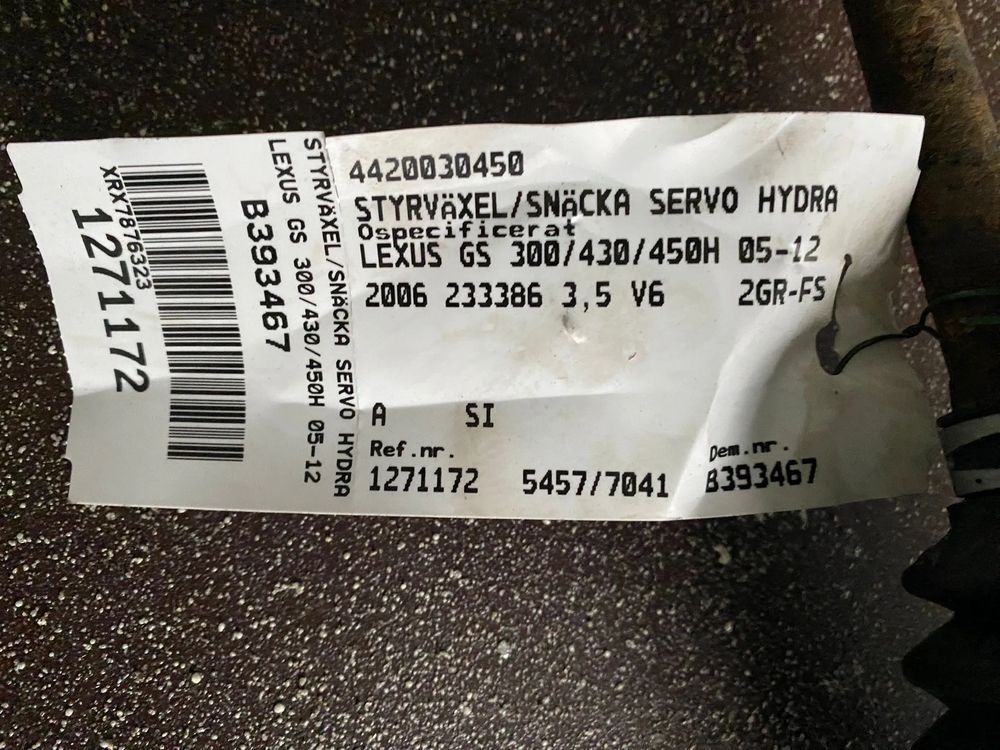 4420030450
STYRVÄXEL/SNÄCKA SERVO HYDRA
Ospecificerat
LEXUS GS 300/430/450H 05-12
2006 233386 3,5 V6 2GR-FS
A SI
Ref.nr. Dem.nr.
1271172 5457/7041 B393467
STYRVÄXEL/SNÄCKA SERVO HYDRA
LEXUS GS 300/430/450H 05-12
B393467
XRX7876323
1271172